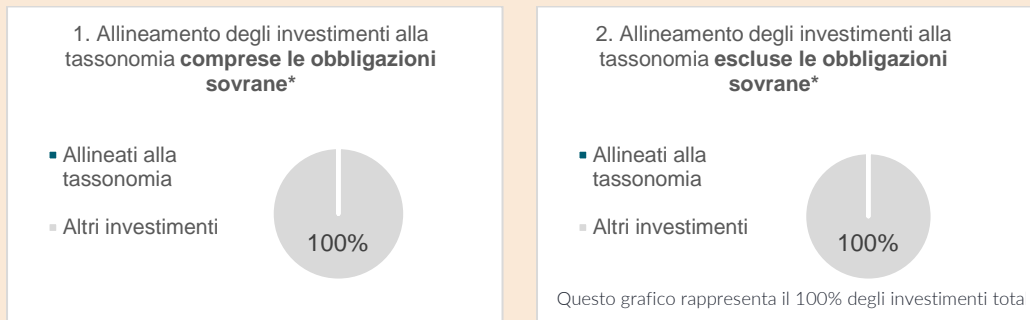 1. Allineamento degli investimenti alla
tassonomia comprese le obbligazioni
sovrane*
Allineati alla
tassonomia
Altri investimenti
100%
2. Allineamento degli investimenti alla
tassonomia escluse le obbligazioni
sovrane*
Allineati alla
tassonomia
Altri investimenti
100%
Questo grafico rappresenta il 100% degli investimenti tota